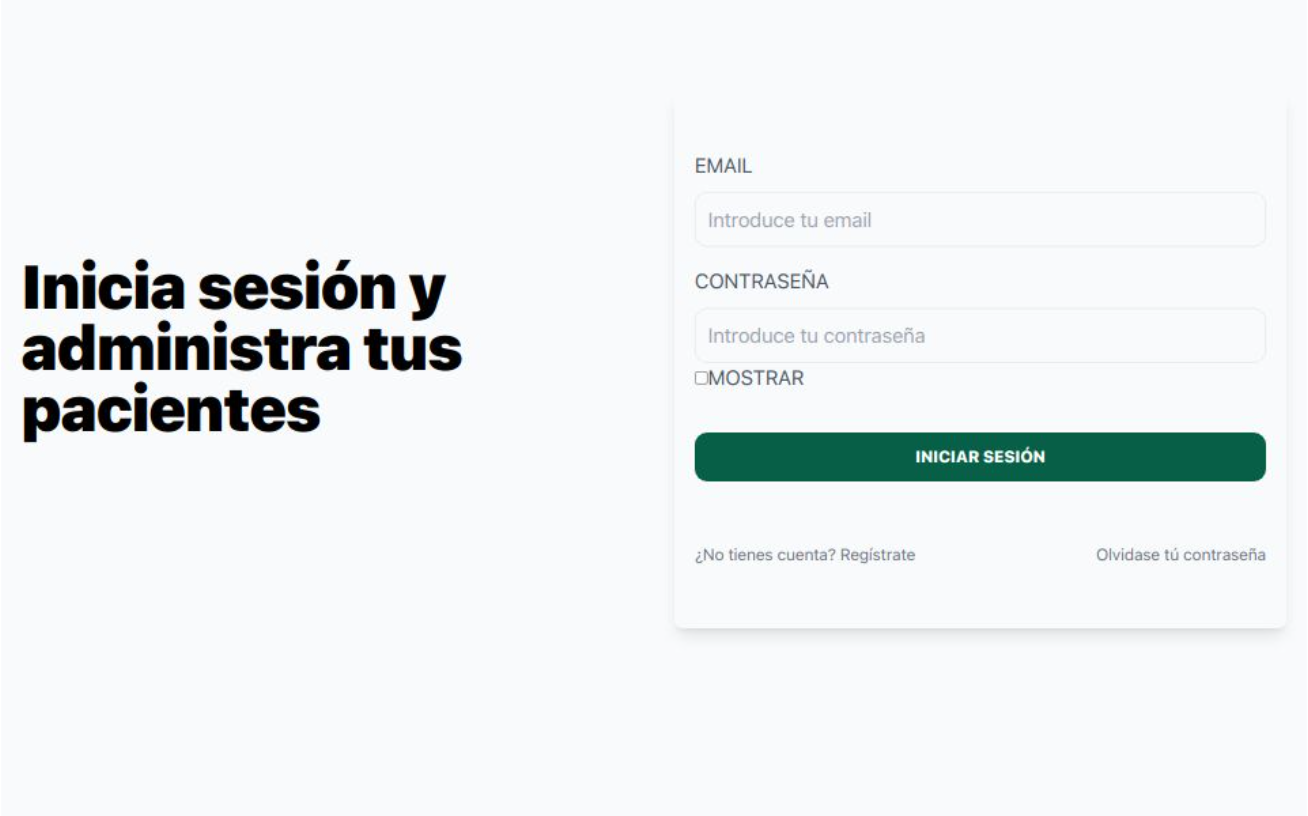 Inicia sesión y
administra tus
pacientes
EMAIL
Introduce tu email
CONTRASEÑA
Introduce tu contraseña
MOSTRAR
INICIAR SESIÓN
¿No tienes cuenta? Regístrate
Olvidase tú contraseña